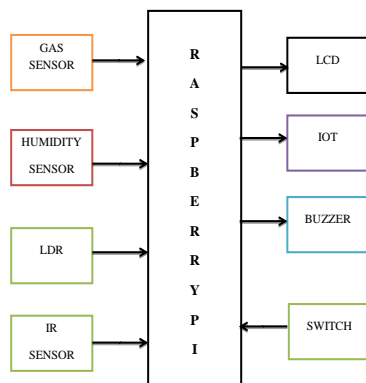 GAS
SENSOR
HUMIDITY
SENSOR
LDR
IR
SENSOR
R
A
S
P
B
E
R
R
Y
P
I
LCD
IOT
BUZZER
SWITCH